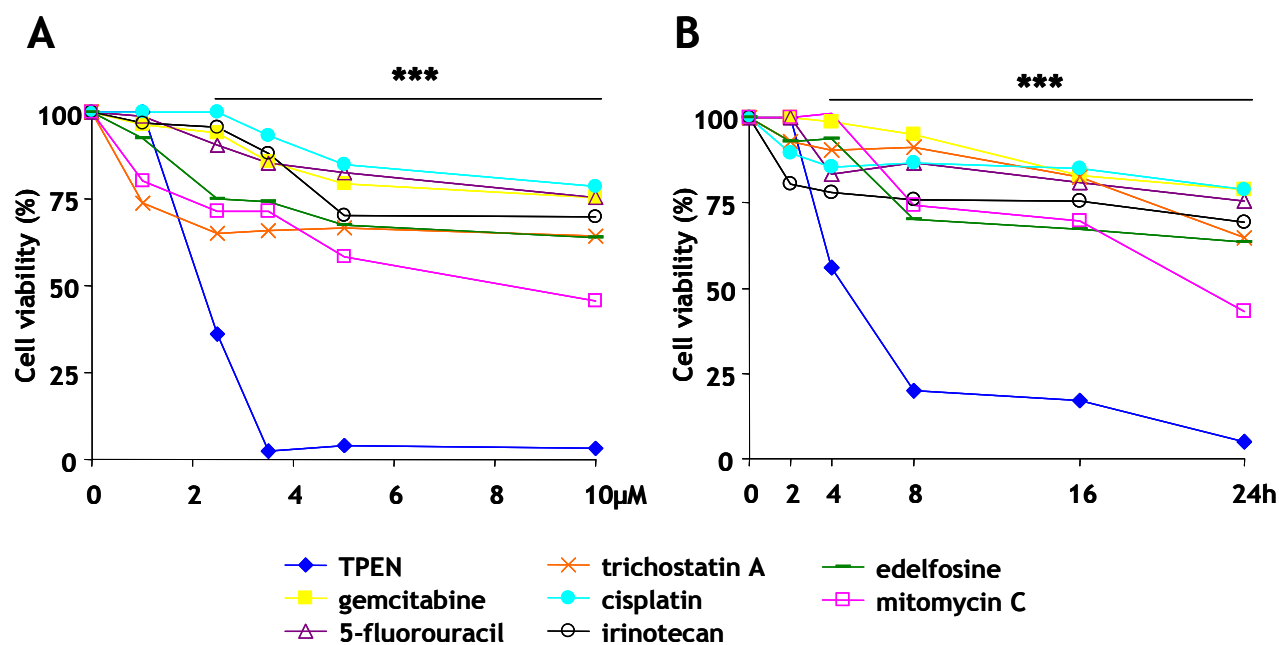 A
***
Cell viability (%)
100
75
50
25
0
0 2 4 6 8 10µM
B
***
Cell viability (%)
100
75
50
25
0
0 2 4 8 16 24h
TPEN trichostatin A edelfosine
gemcitabine cisplatin mitomycin C
5-fluorouracil irinotecan